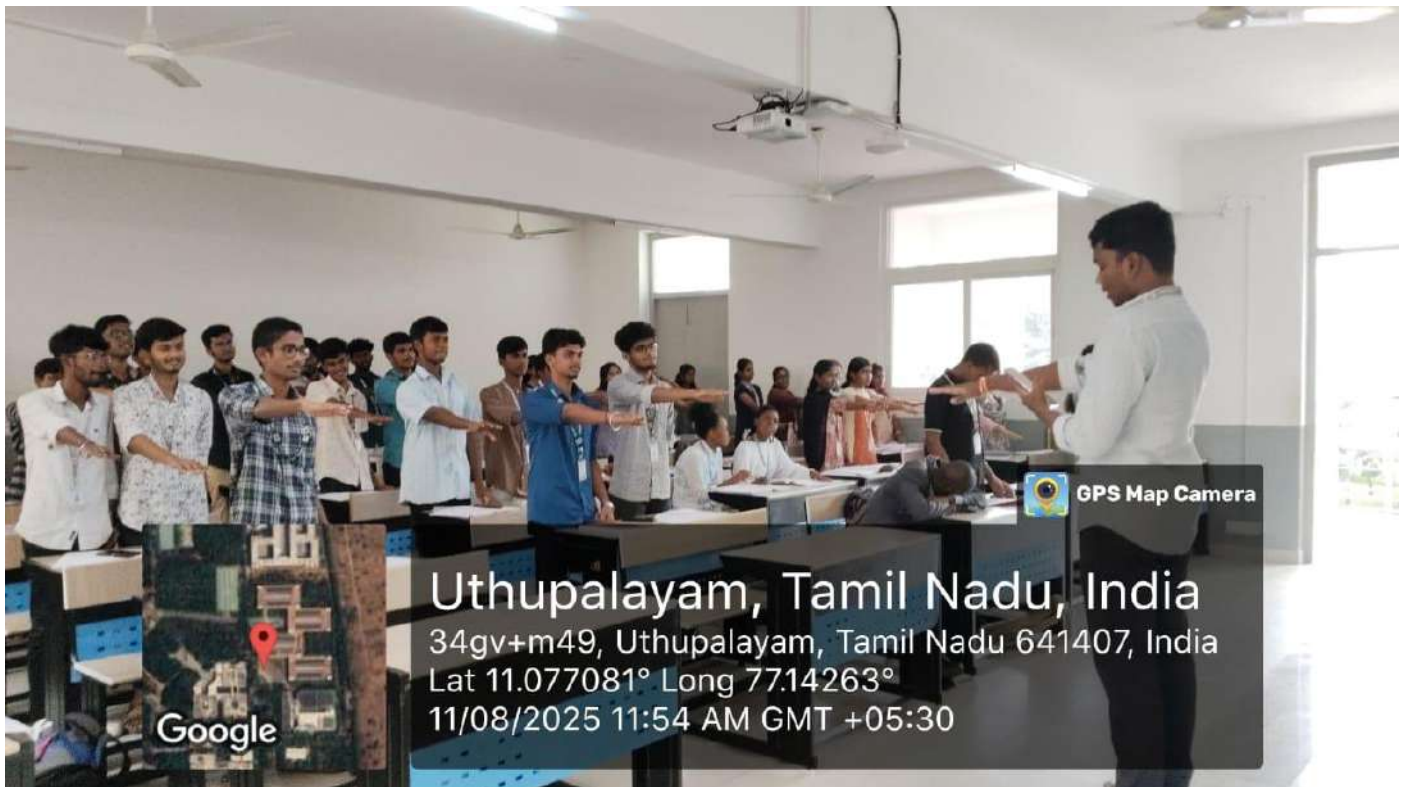 GPS Map Camera
Uthupalayam, Tamil Nadu, India
34gv+m49, Uthupalayam, Tamil Nadu 641407, India
Lat 11.077081° Long 77.14263°
11/08/2025 11:54 AM GMT +05:30
Google